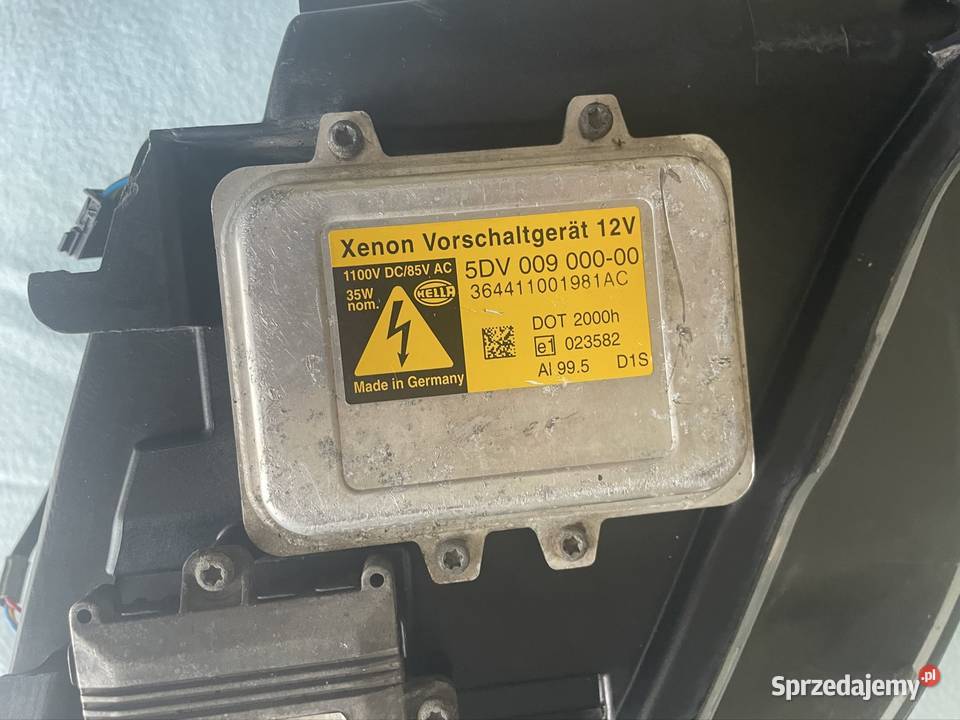 Xenon Vorschaltgerät 12V
1100V DC/85V AC
35W
nom.
HELLA
Made in Germany
5DV 009 000-00
364411001981AC
DOT 2000h
e1 023582
Al 99.5 D1S
Sprzedajemy.pl